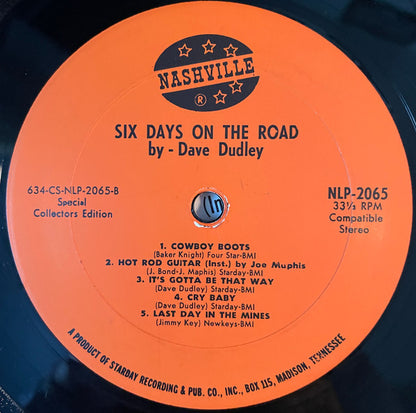 NASHVILLE
®
SIX DAYS ON THE ROAD
by - Dave Dudley
634-CS-NLP-2065-B
Special
Collectors Edition
NLP-2065
33⅓ RPM
Compatible
Stereo
1. COWBOY BOOTS
(Baker Knight) Four Star-BMI
2. HOT ROD GUITAR (Inst.) by Joe Muphis
(J. Bond-J. Maphis) Starday-BMI
3. IT'S GOTTA BE THAT WAY
(Dave Dudley) Starday-BMI
4. CRY BABY
(Dave Dudley) Starday-BMI
5. LAST DAY IN THE MINES
(Jimmy Key) Newkeys-BMI
A PRODUCT OF STARDAY RECORDING & PUB. CO., INC., BOX 115, MADISON, TENNESSEE